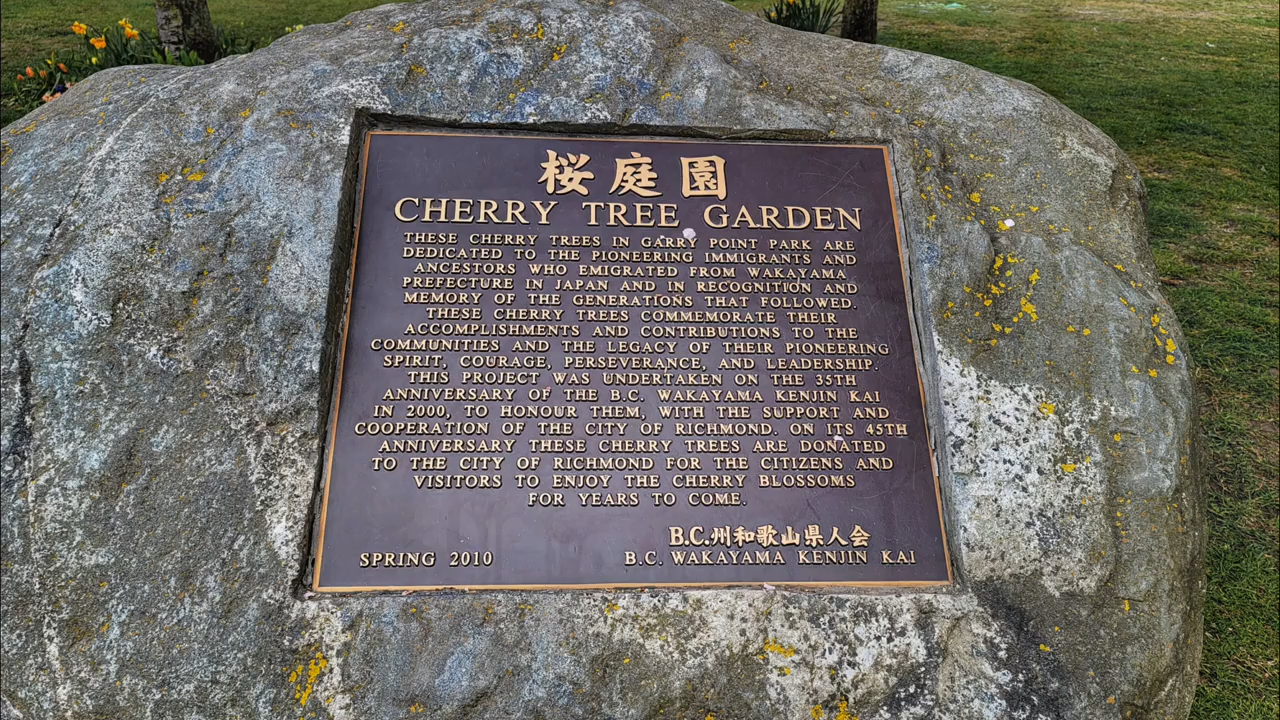 桜庭園
CHERRY TREE GARDEN
THESE CHERRY TREES IN GARRY POINT PARK ARE
DEDICATED TO THE PIONEERING IMMIGRANTS AND
ANCESTORS WHO EMIGRATED FROM WAKAYAMA
PREFECTURE IN JAPAN AND IN RECOGNITION AND
MEMORY OF THE GENERATIONS THAT FOLLOWED.
THESE CHERRY TREES COMMEMORATE THEIR
ACCOMPLISHMENTS AND CONTRIBUTIONS TO THE
COMMUNITIES AND THE LEGACY OF THEIR PIONEERING
SPIRIT, COURAGE, PERSEVERANCE, AND LEADERSHIP.
THIS PROJECT WAS UNDERTAKEN ON THE 35TH
ANNIVERSARY OF THE B.C. WAKAYAMA KENJIN KAI
IN 2000, TO HONOUR THEM, WITH THE SUPPORT AND
COOPERATION OF THE CITY OF RICHMOND. ON ITS 45TH
ANNIVERSARY THESE CHERRY TREES ARE DONATED
TO THE CITY OF RICHMOND FOR THE CITIZENS AND
VISITORS TO ENJOY THE CHERRY BLOSSOMS
FOR YEARS TO COME.
B.C.州和歌山県人会
SPRING 2010 B.C. WAKAYAMA KENJIN KAI